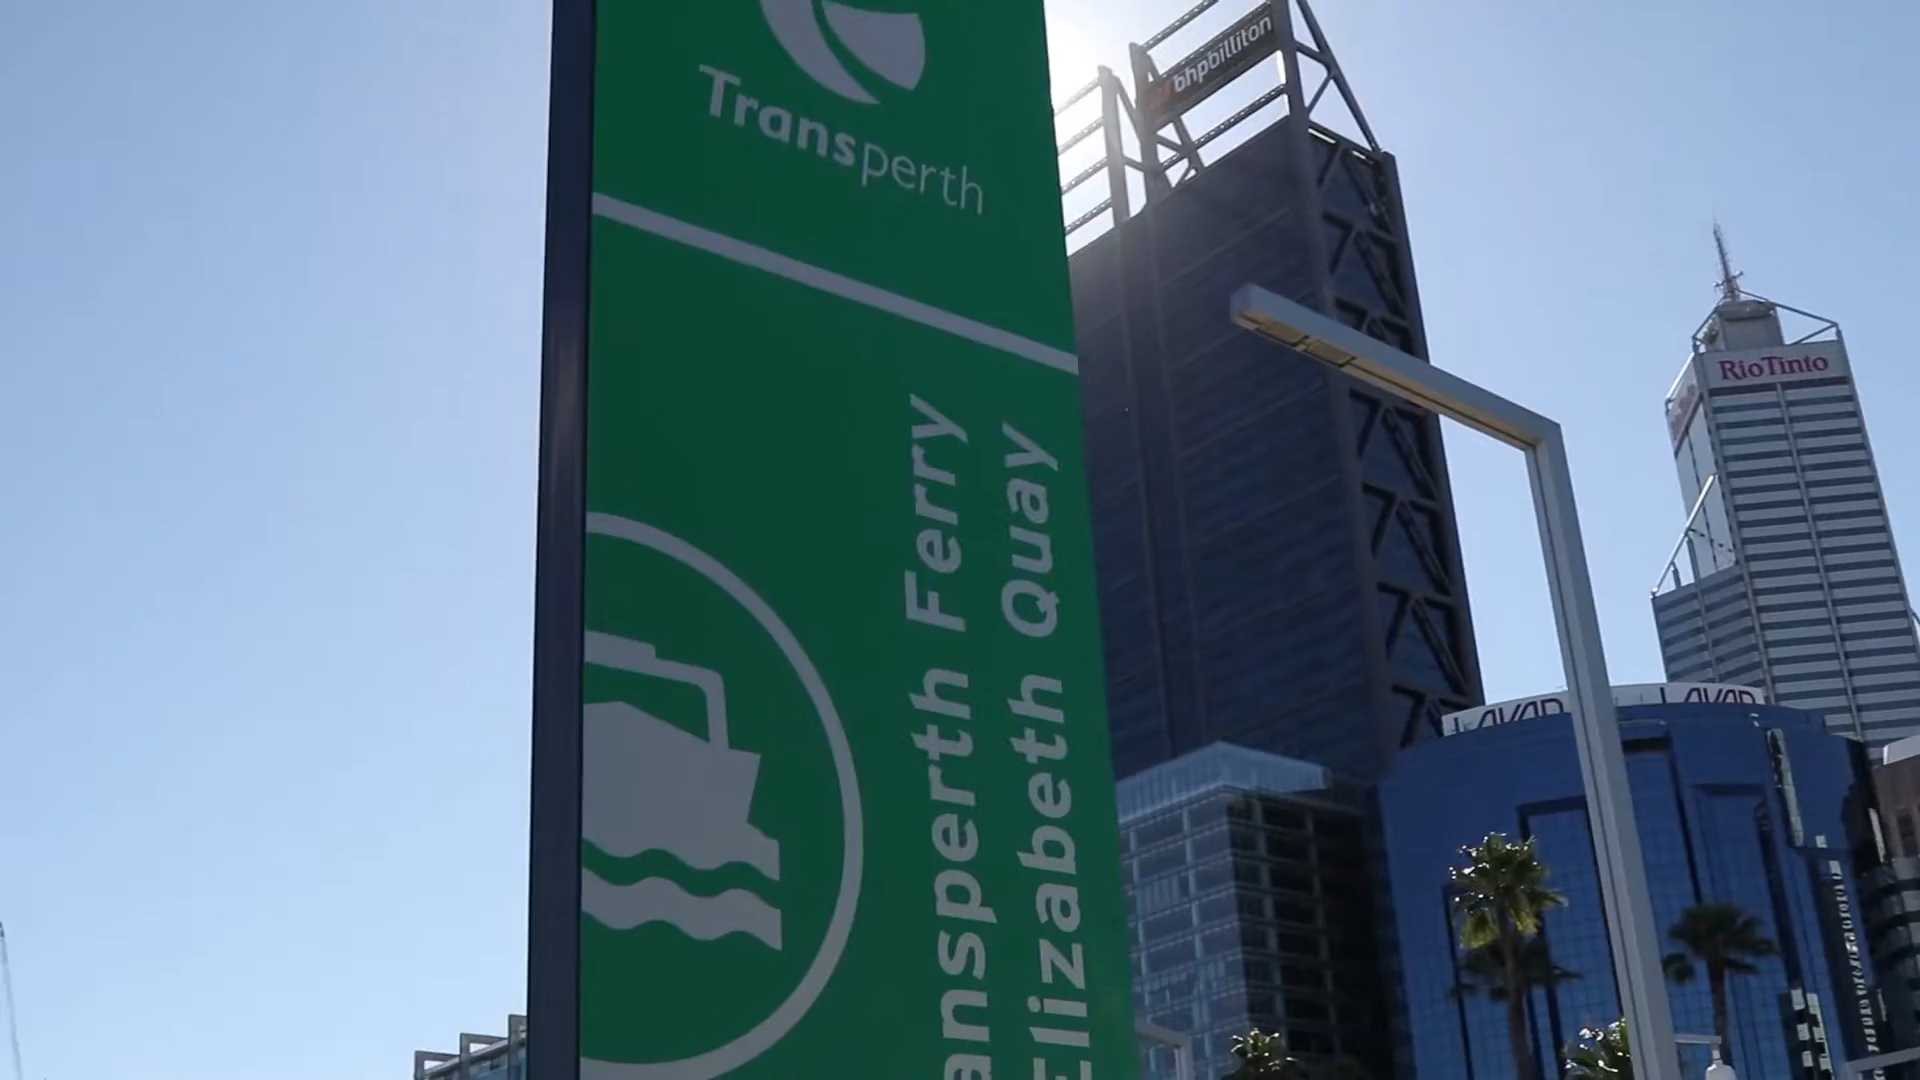 Transperth
bhpbilliton
RioTinto
ansperth Ferry
Elizabeth Quay